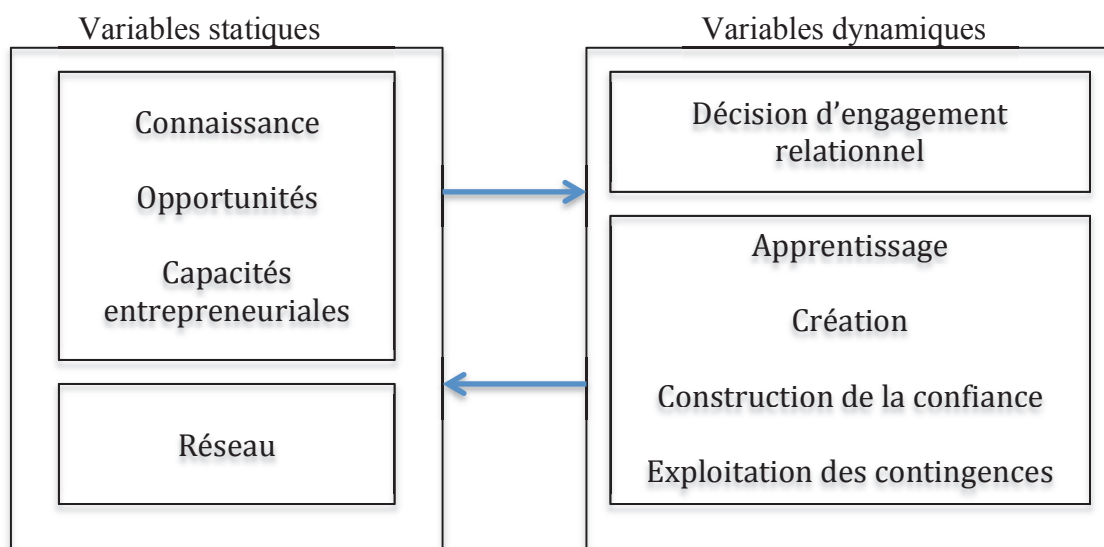 Variables statiques
Connaissance
Opportunités
Capacités
entrepreneuriales
Réseau
Variables dynamiques
Décision d’engagement
relationnel
Apprentissage
Création
Construction de la confiance
Exploitation des contingences